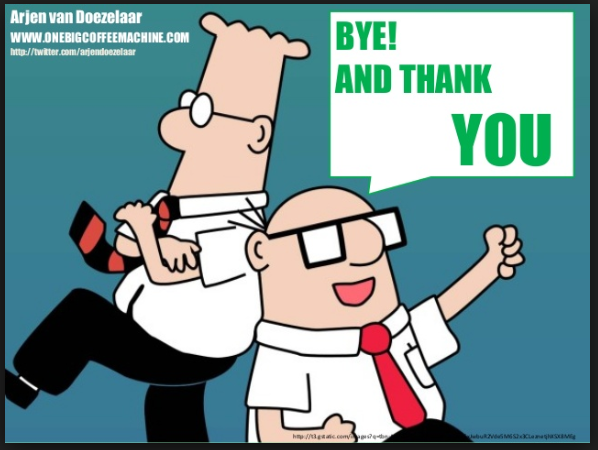 Arjen van Doezelaar
WWW.ONEBIGCOFFEEMACHINE.COM
http://twitter.com/arjendoezelaar
BYE!
AND THANK
YOU